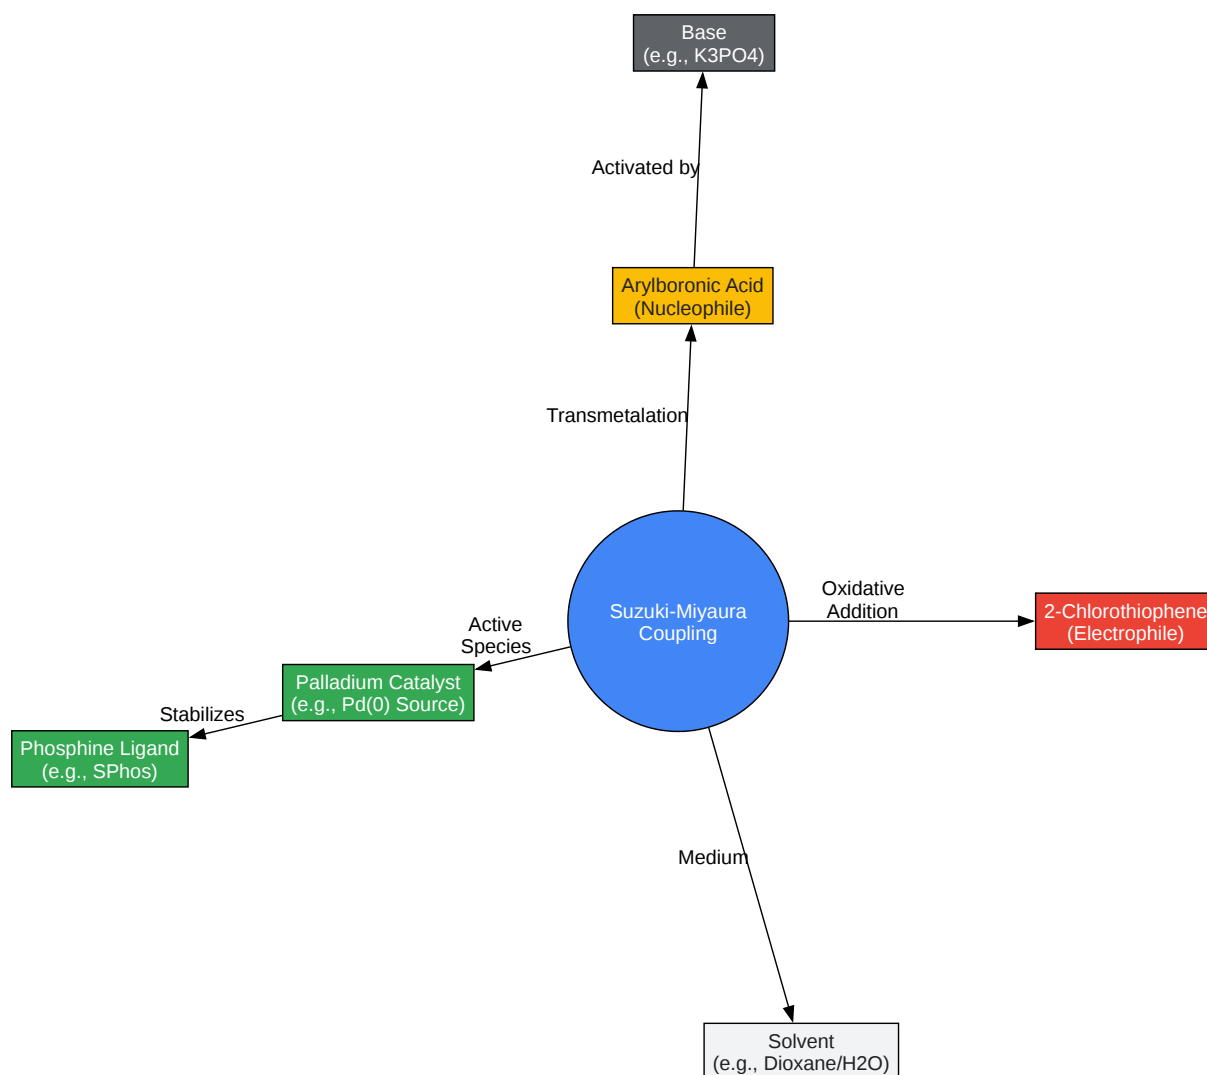 Base
(e.g., K3PO4)
Activated by
Arylboronic Acid
(Nucleophile)
Transmetalation
Oxidative
Addition
2-Chlorothiophene
(Electrophile)
Suzuki-Miyaura
Coupling
Active
Species
Palladium Catalyst
(e.g., Pd(0) Source)
Stabilizes
Phosphine Ligand
(e.g., SPhos)
Medium
Solvent
(e.g., Dioxane/H2O)